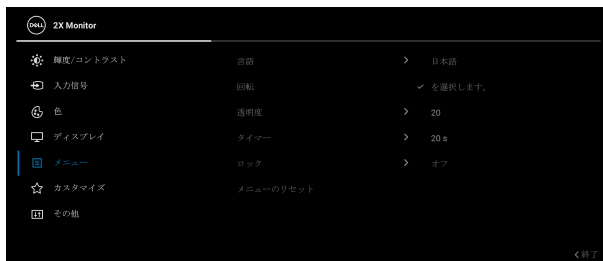 DELL 2X Monitor
輝度/コントラスト 言語 日本語
入力信号 回転 ✓ を選択します。
色 透明度 20
ディスプレイ タイマー 20 s
メニュー ロック オフ
カスタマイズ メニューのリセット
その他
終了